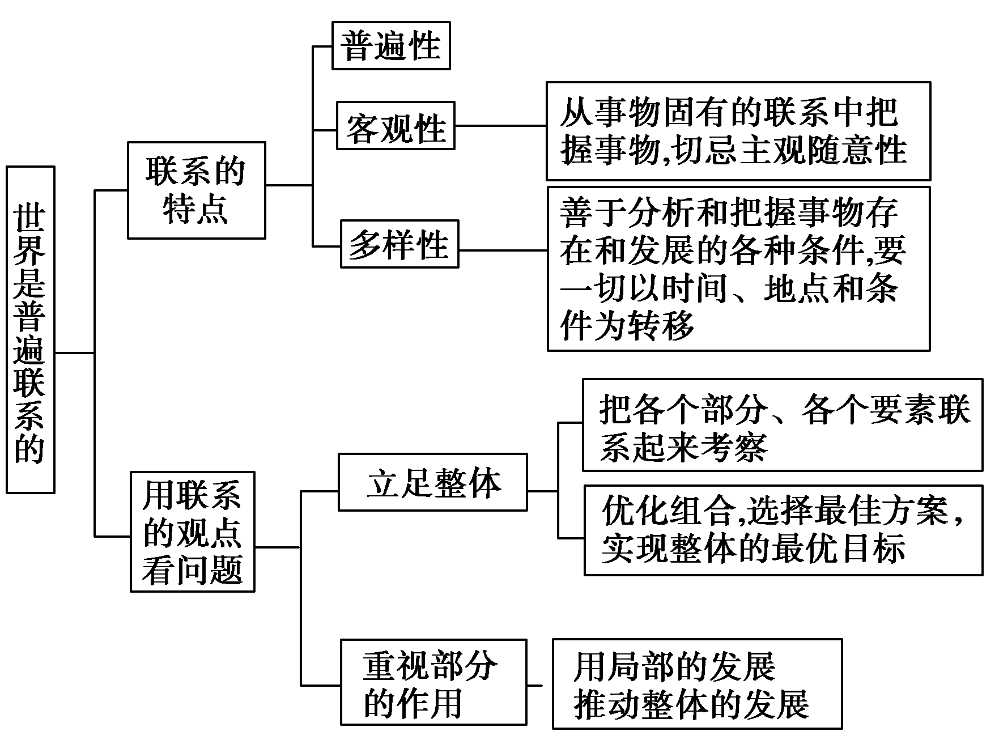 世界是普遍联系的
联系的
特点
普遍性
客观性
从事物固有的联系中把
握事物,切忌主观随意性
多样性
善于分析和把握事物存
在和发展的各种条件,要
一切以时间、地点和条
件为转移
用联系
的观点
看问题
立足整体
把各个部分、各个要素联
系起来考察
优化组合,选择最佳方案,
实现整体的最优目标
重视部分
的作用
用局部的发展
推动整体的发展